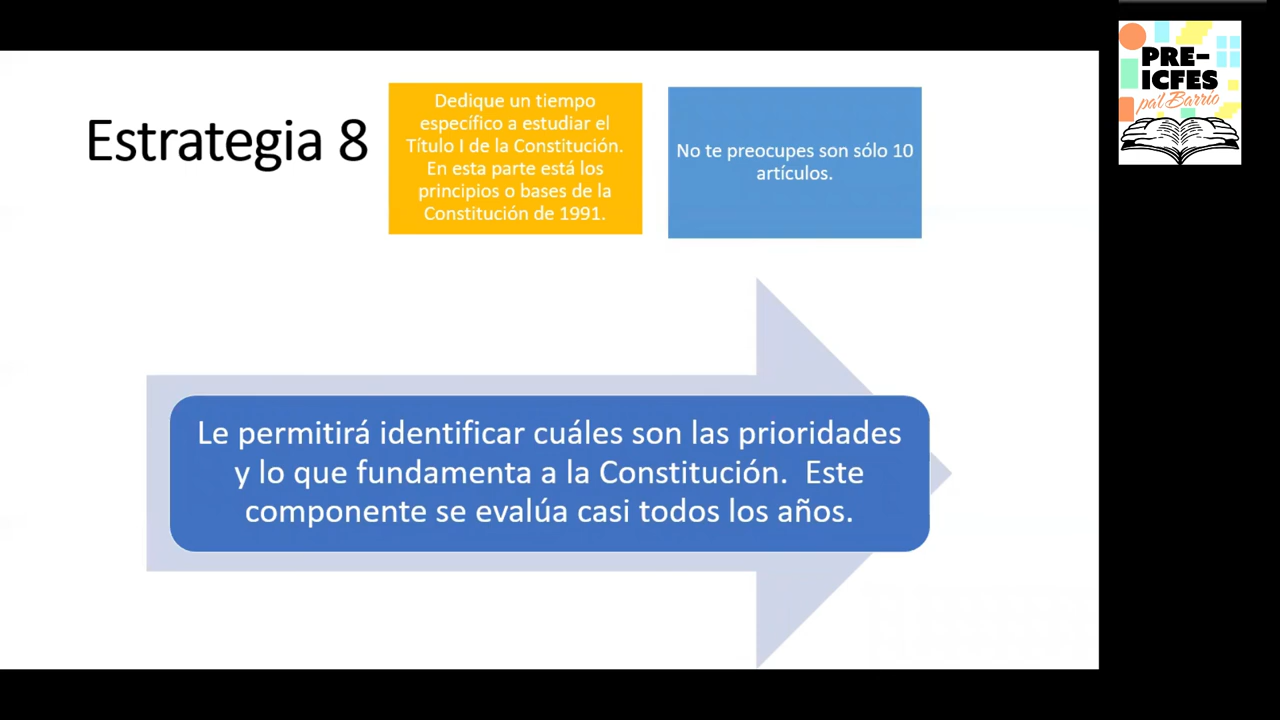 Estrategia 8
Dedique un tiempo
específico a estudiar el
Título I de la Constitución.
En esta parte está los
principios o bases de la
Constitución de 1991.
No te preocupes son sólo 10
artículos.
Le permitirá identificar cuáles son las prioridades
y lo que fundamenta a la Constitución.  Este
componente se evalúa casi todos los años.
PRE-
ICFES
pa'l Barrio